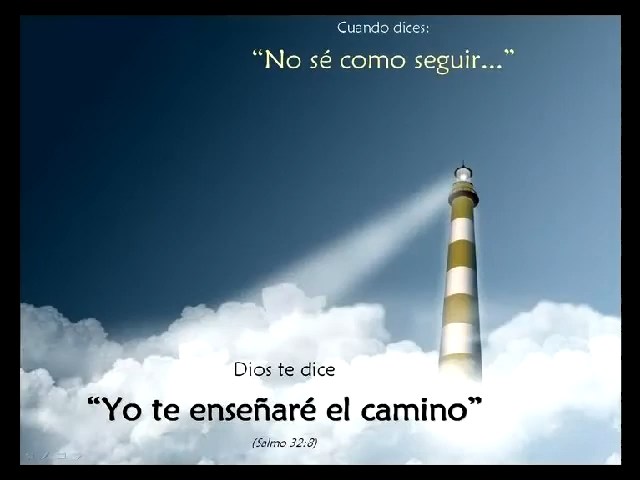 Cuando dices:
“No sé como seguir...”
Dios te dice
“Yo te enseñaré el camino”
(Salmo 32:8)